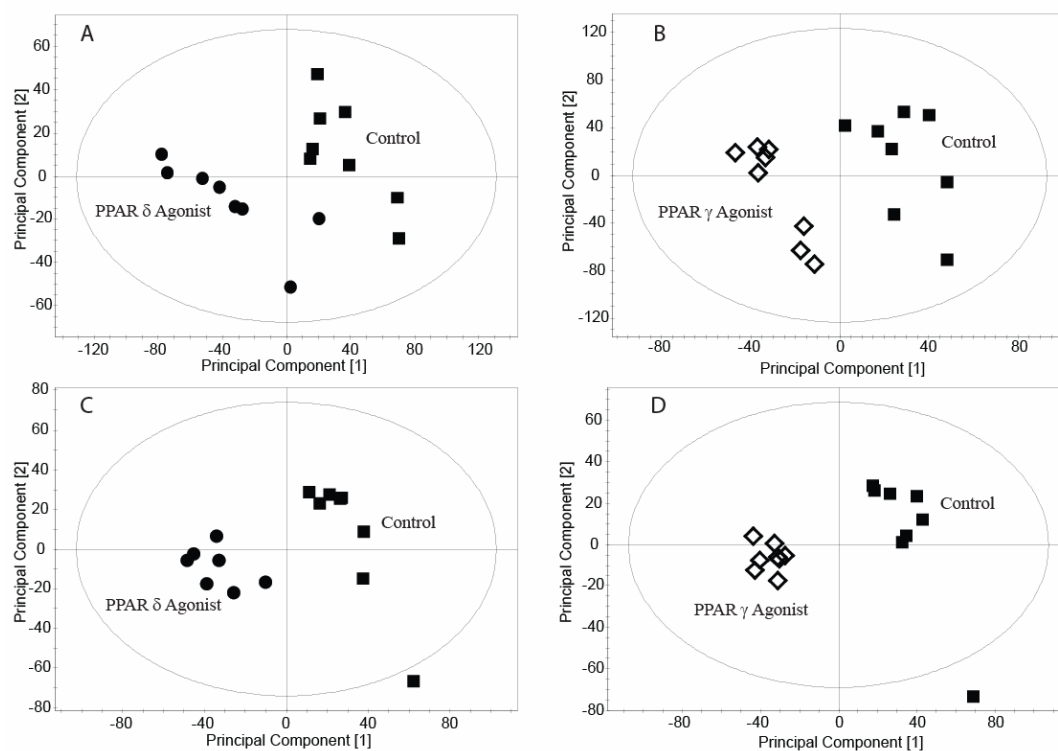 A
60
40
20
0
-20
-40
-60
Principal Component [2]
Control
PPAR δ Agonist
-120
-80
-40
0
40
80
120
Principal Component [1]
B
120
80
40
0
-40
-80
-120
Principal Component [2]
Control
PPAR γ Agonist
-80
-40
0
40
80
Principal Component [1]
C
80
60
40
20
0
-20
-40
-60
-80
Principal Component [2]
Control
PPAR δ Agonist
-80
-40
0
40
80
Principal Component [1]
D
60
40
20
0
-20
-40
-60
-80
Principal Component [2]
Control
PPAR γ Agonist
-80
-40
0
40
80
Principal Component [1]